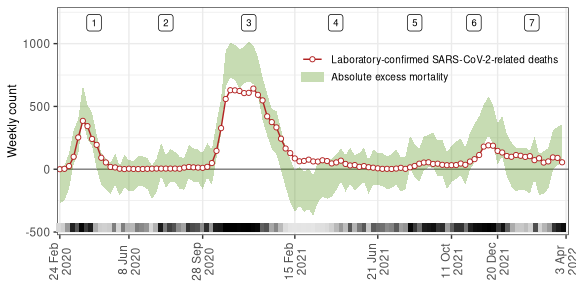 1 2 3 4 5 6 7
1000
500
0
-500
Weekly count
Laboratory-confirmed SARS-CoV-2-related deaths
Absolute excess mortality
24 Feb
2020
8 Jun
2020
28 Sep
2020
15 Feb
2021
21 Jun
2021
11 Oct
2021
20 Dec
2021
3 Apr
2022